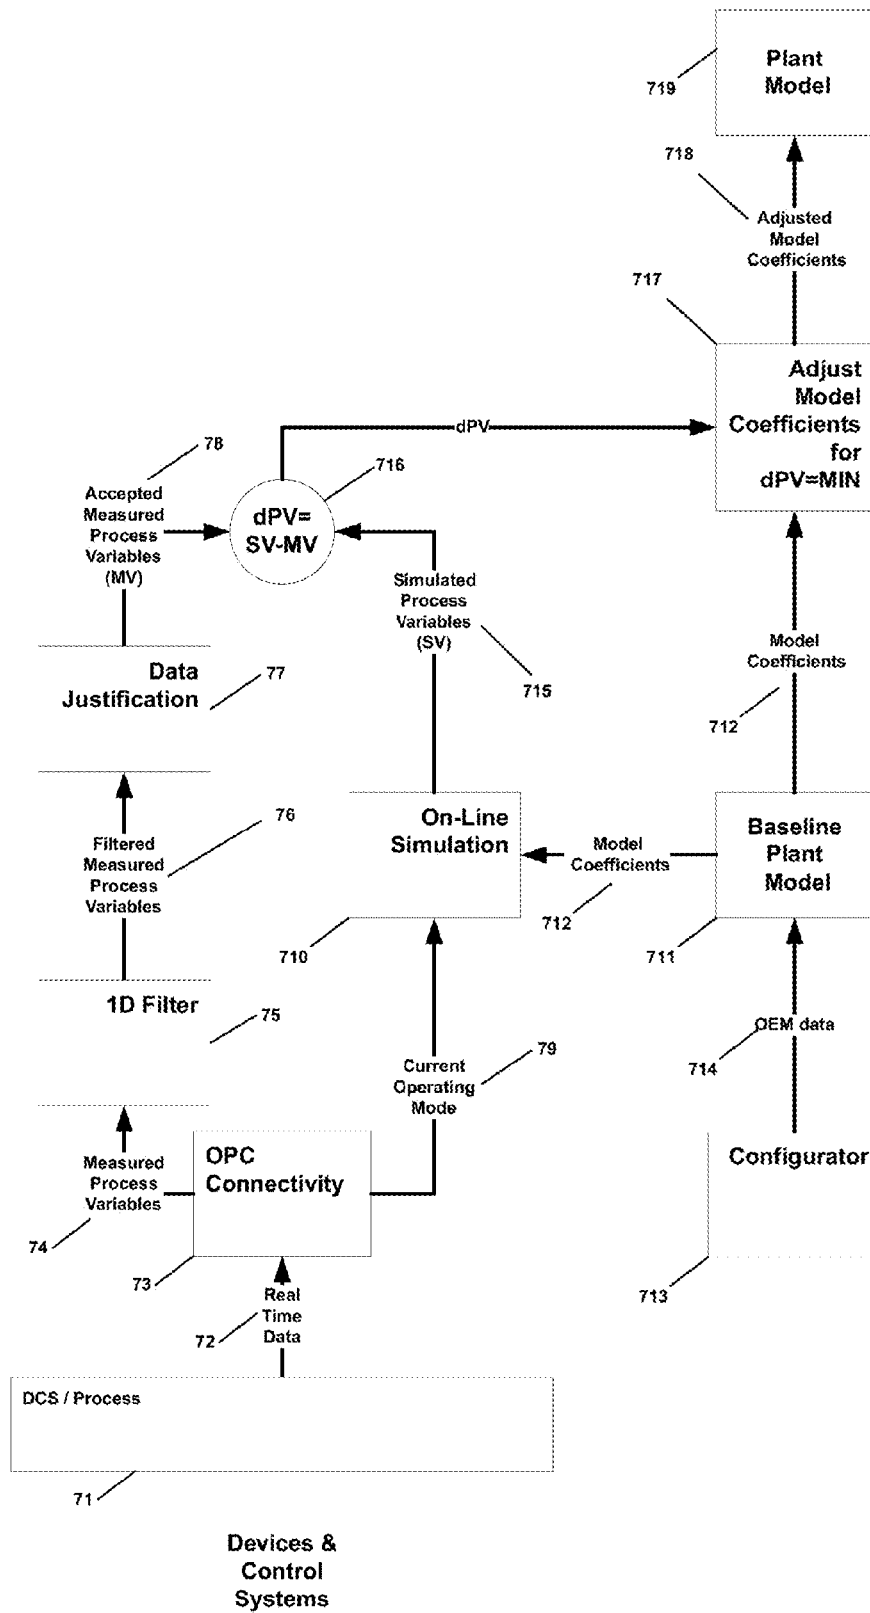 Plant
Model
719
718
Adjusted
Model
Coefficients
717
Adjust
Model
Coefficients
for
dPV=MIN
dPV
78
716
Accepted
Measured
Process
Variables
(MV)
dPV=
SV-MV
Simulated
Process
Variables
(SV)
715
Model
Coefficients
712
Data
Justification
77
76
Filtered
Measured
Process
Variables
On-Line
Simulation
710
Model
Coefficients
712
Baseline
Plant
Model
711
1D Filter
75
OEM data
714
79
Current
Operating
Mode
Measured
Process
Variables
74
OPC
Connectivity
73
Configurator
713
Real
Time
Data
72
DCS / Process
71
Devices &
Control
Systems